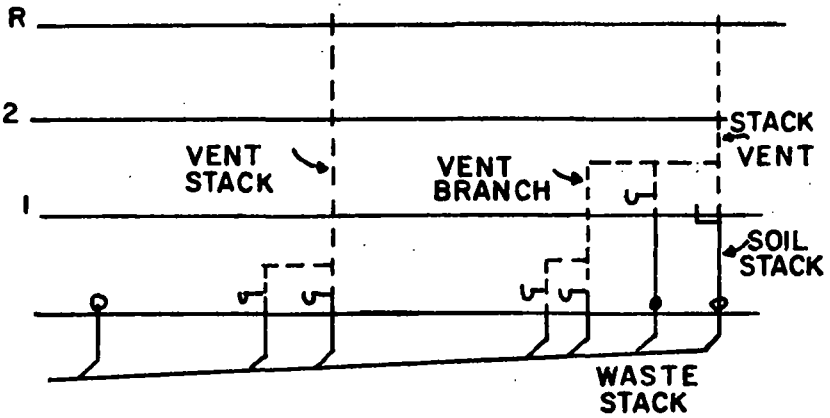 R
2
STACK
VENT
VENT
STACK
VENT
BRANCH
1
SOIL
STACK
WASTE
STACK